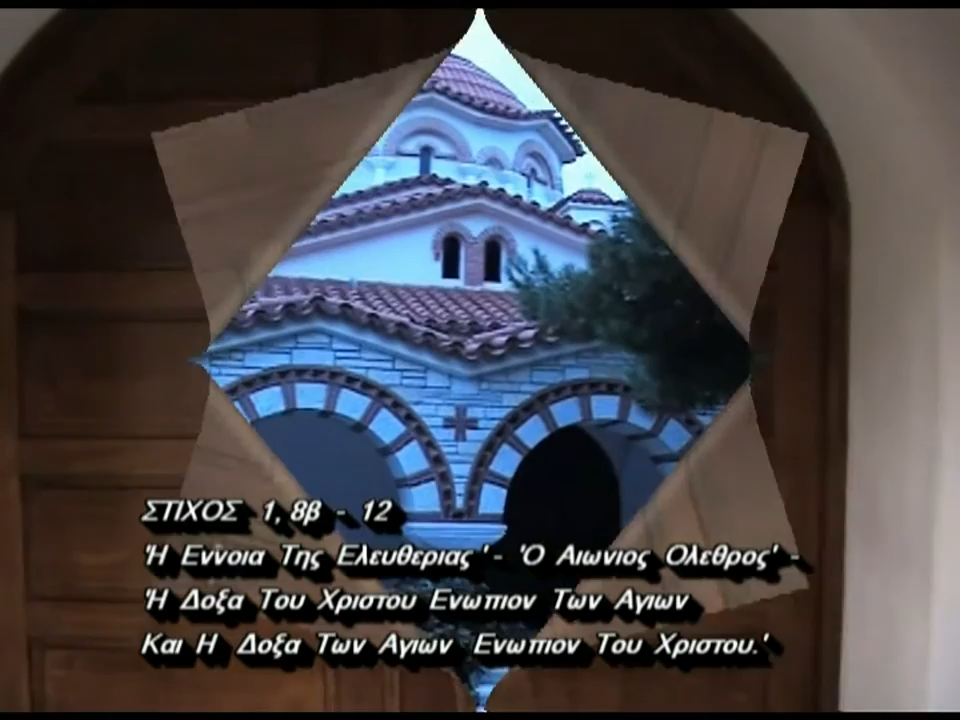 ΣΤΙΧΟΣ 1, 8β - 12
'Η Εννοια Της Ελευθεριας' - 'Ο Αιωνιος Ολεθρος' -
'Η Δοξα Του Χριστου Ενωπιον Των Αγιων
Και Η Δοξα Των Αγιων Ενωπιον Του Χριστου.'